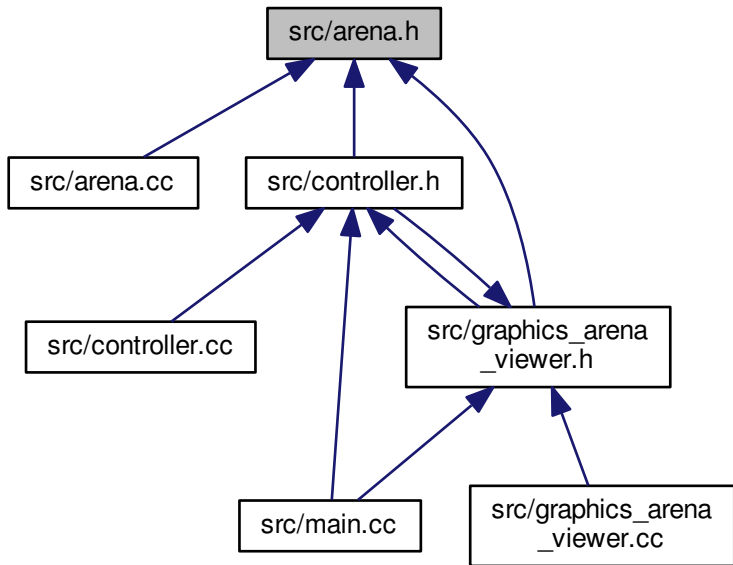 src/arena.h
src/arena.cc
src/controller.h
src/controller.cc
src/graphics_arena
_viewer.h
src/main.cc
src/graphics_arena
_viewer.cc